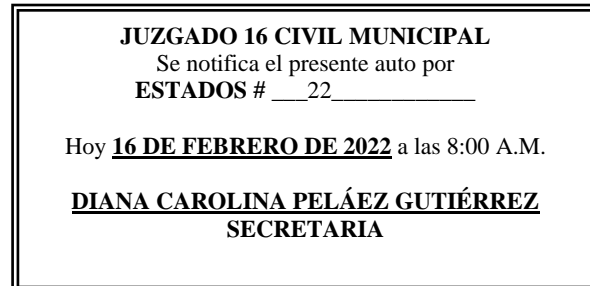 JUZGADO 16 CIVIL MUNICIPAL
Se notifica el presente auto por
ESTADOS # ___22____________
Hoy 16 DE FEBRERO DE 2022 a las 8:00 A.M.
DIANA CAROLINA PELÁEZ GUTIÉRREZ
SECRETARIA